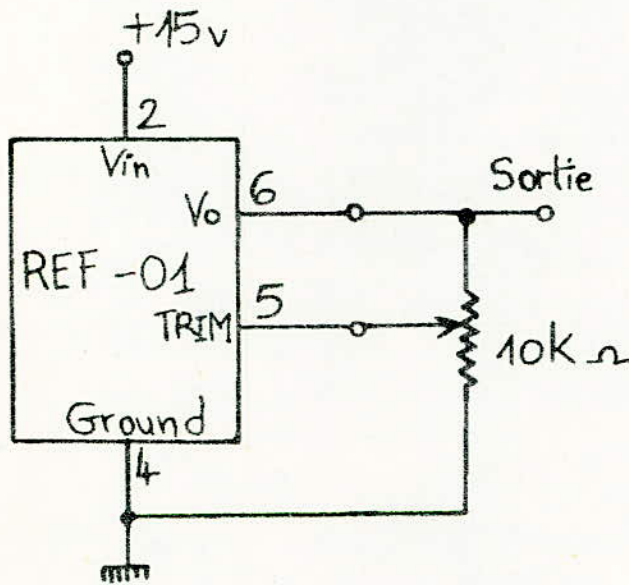 +15v
2
Vin
6
Vo
Sortie
REF-01
5
TRIM
10K Ω
Ground
4